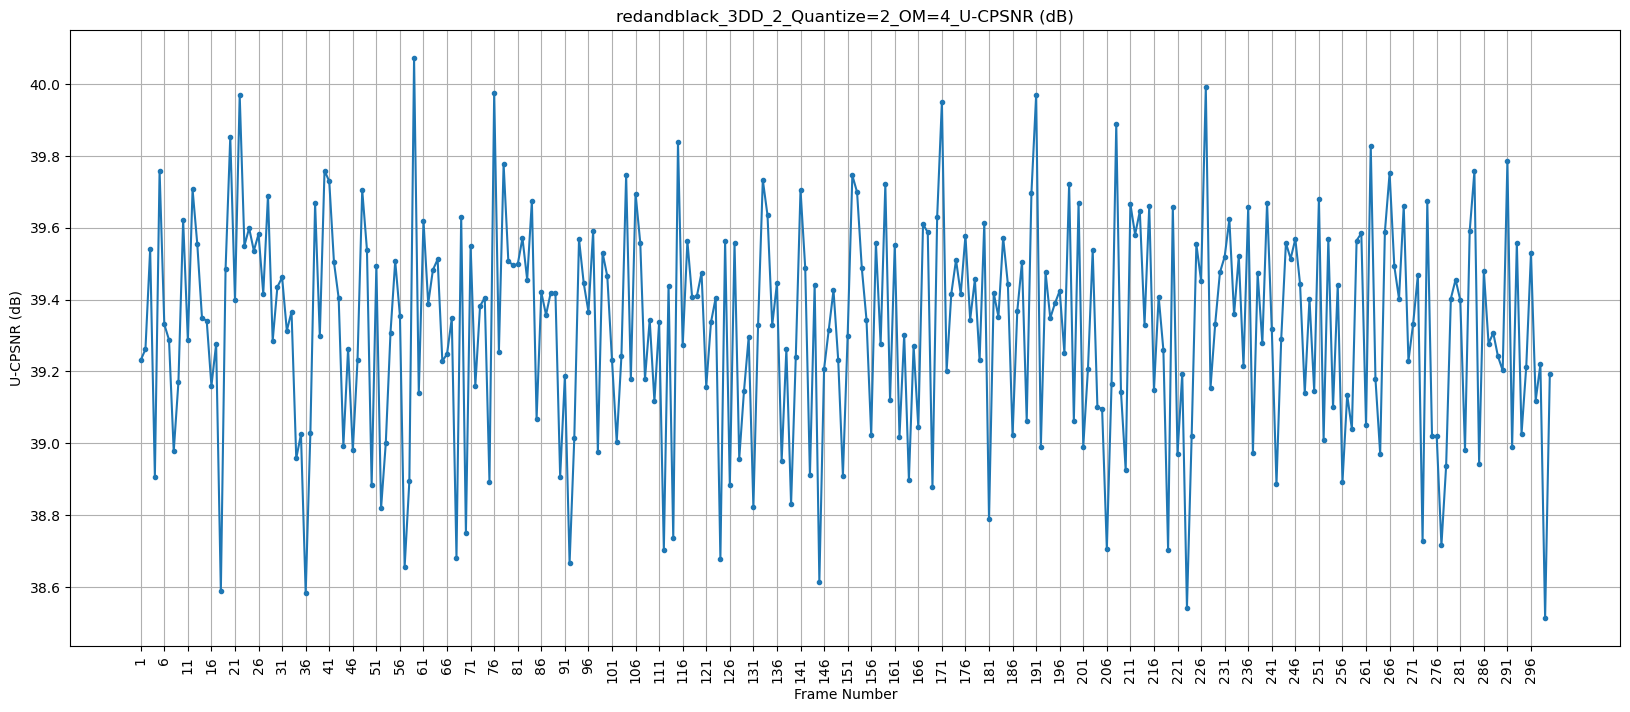 redandblack_3DD_2_Quantize=2_OM=4_U-CPSNR (dB)
U-CPSNR (dB)
40.0
39.8
39.6
39.4
39.2
39.0
38.8
38.6
1 6 11 16 21 26 31 36 41 46 51 56 61 66 71 76 81 86 91 96 101 106 111 116 121 126 131 136 141 146 151 156 161 166 171 176 181 186 191 196 201 206 211 216 221 226 231 236 241 246 251 256 261 266 271 276 281 286 291 296
Frame Number